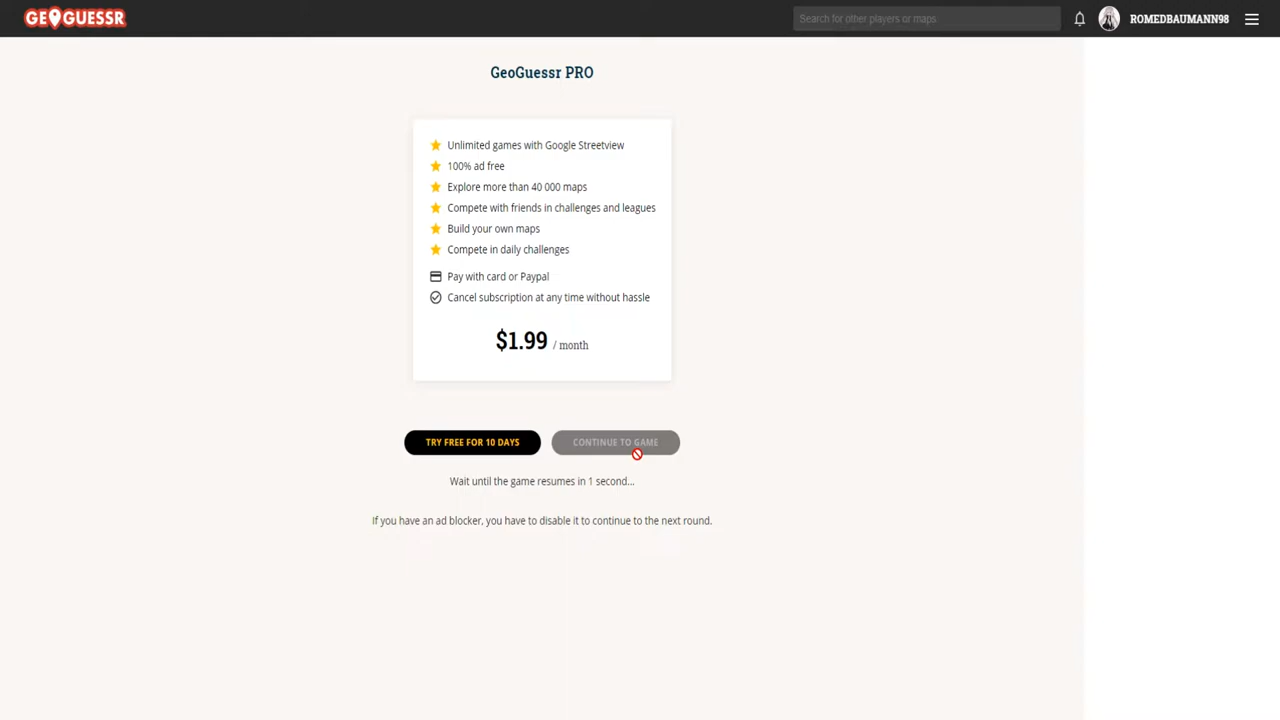 GEOGUESSR
Search for other players or maps
ROMEDBAUMANN98
GeoGuessr PRO
Unlimited games with Google Streetview
100% ad free
Explore more than 40 000 maps
Compete with friends in challenges and leagues
Build your own maps
Compete in daily challenges
Pay with card or Paypal
Cancel subscription at any time without hassle
$1.99 / month
TRY FREE FOR 10 DAYS
CONTINUE TO GAME
Wait until the game resumes in 1 second...
If you have an ad blocker, you have to disable it to continue to the next round.